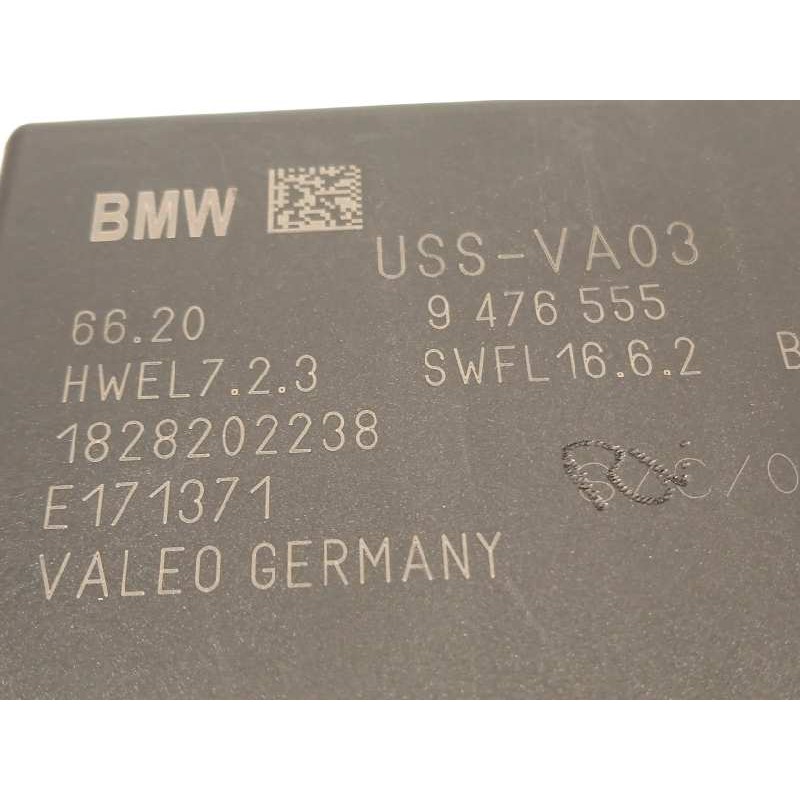 BMW
USS-VA03
66.20 9 476 555
HWEL7.2.3 SWFL16.6.2 B
1828202238
E171371
VALEO GERMANY